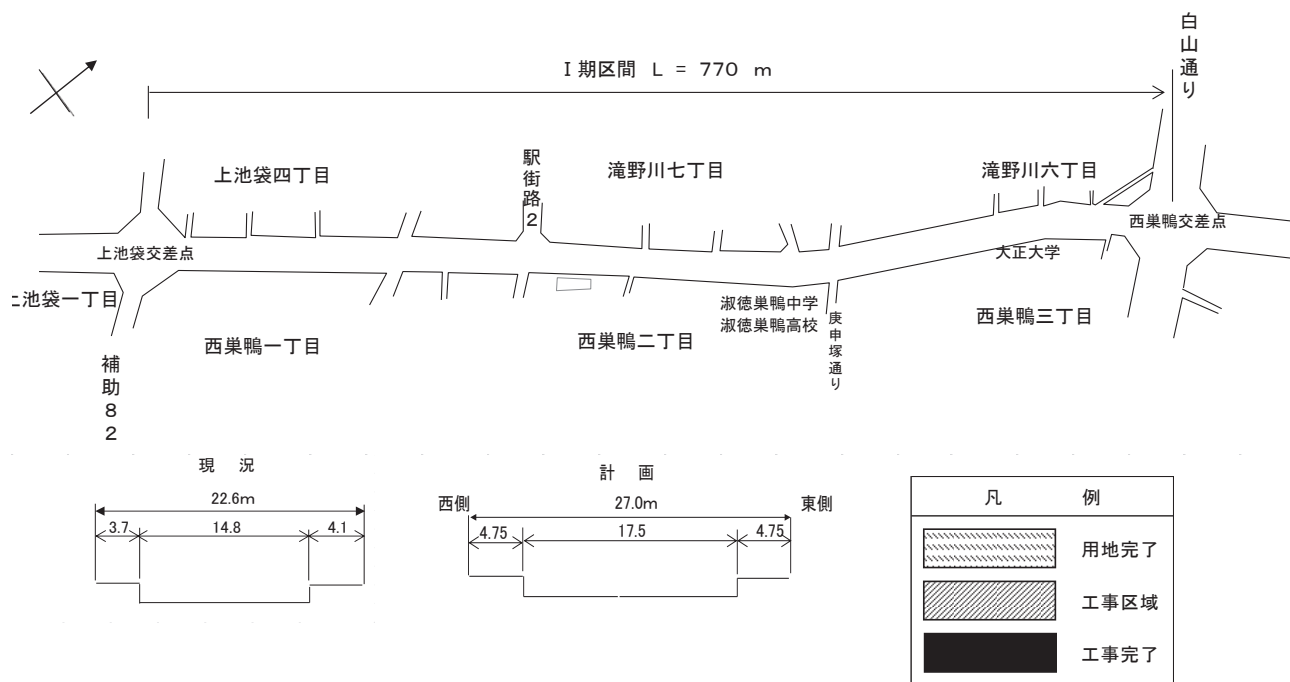 白山通り
Ⅰ期区間 L = 770 m
上池袋四丁目
駅街路2
滝野川七丁目
滝野川六丁目
上池袋交差点
西巣鴨交差点
大正大学
上池袋一丁目
西巣鴨一丁目
西巣鴨二丁目
淑徳巣鴨中学
淑徳巣鴨高校
庚申塚通り
西巣鴨三丁目
補助82
現 況
22.6m
3.7 14.8 4.1
計 画
西側 27.0m 東側
4.75 17.5 4.75
凡 例
用地完了
工事区域
工事完了